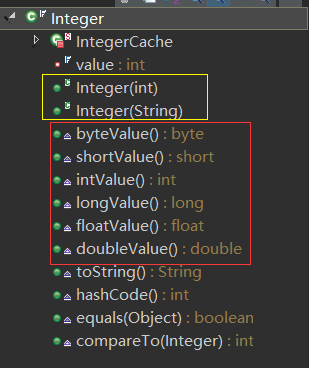 Integer
IntegerCache
value : int
Integer(int)
Integer(String)
byteValue() : byte
shortValue() : short
intValue() : int
longValue() : long
floatValue() : float
doubleValue() : double
toString() : String
hashCode() : int
equals(Object) : boolean
compareTo(Integer) : int